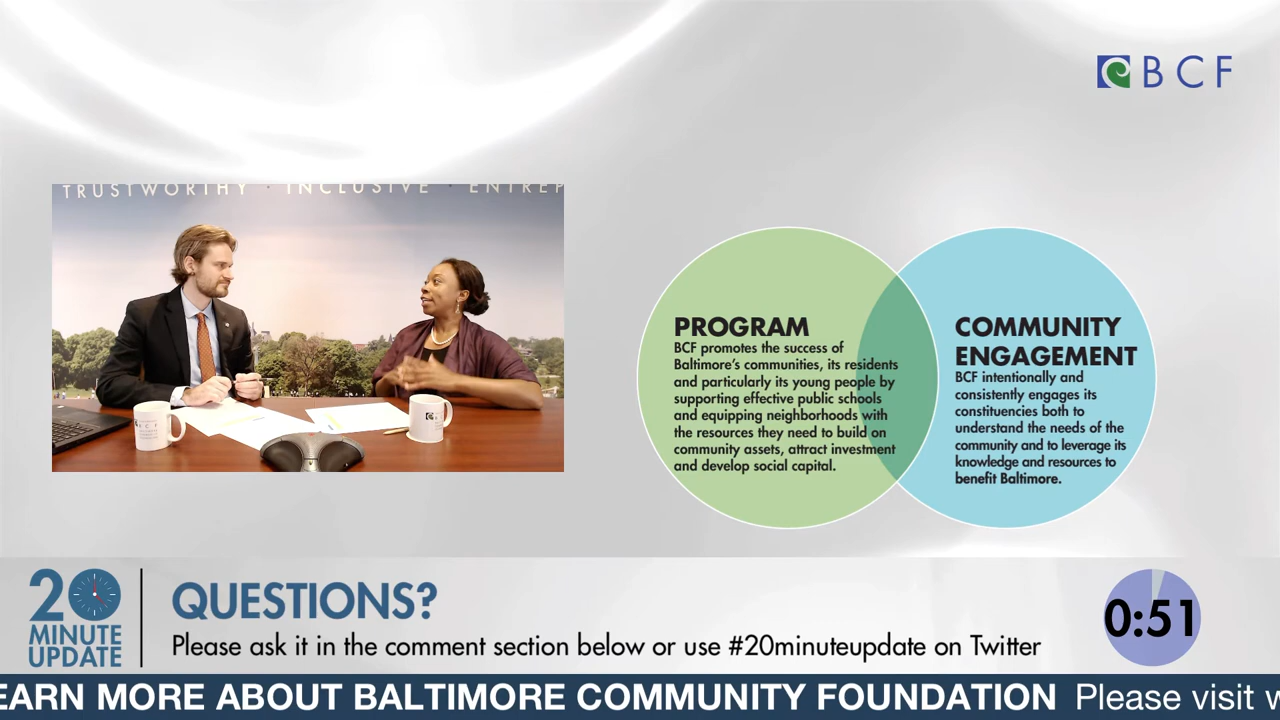 BCF
TRUSTWORTHY · INCLUSIVE · ENTREP
PROGRAM
BCF promotes the success of
Baltimore's communities, its residents
and particularly its young people by
supporting effective public schools
and equipping neighborhoods with
the resources they need to build on
community assets, attract investment
and develop social capital.
COMMUNITY
ENGAGEMENT
BCF intentionally and
consistently engages its
constituencies both to
understand the needs of the
community and to leverage its
knowledge and resources to
benefit Baltimore.
BCF
20
MINUTE
UPDATE
QUESTIONS?
Please ask it in the comment section below or use #20minuteupdate on Twitter
0:51
EARN MORE ABOUT BALTIMORE COMMUNITY FOUNDATION Please visit w